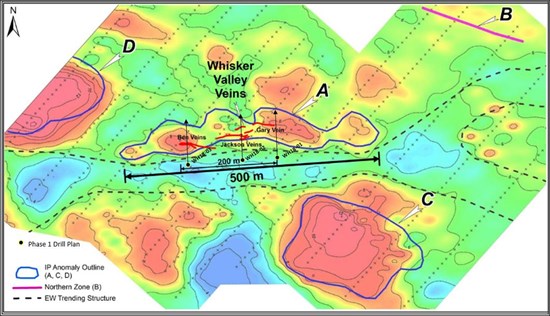 N
D
B
Whisker
Valley
Veins
A
Ben Veins
Gary Vein
Jackson Veins
200 m
500 m
C
Phase 1 Drill Plan
IP Anomaly Outline
(A, C, D)
Northern Zone (B)
EW Trending Structure